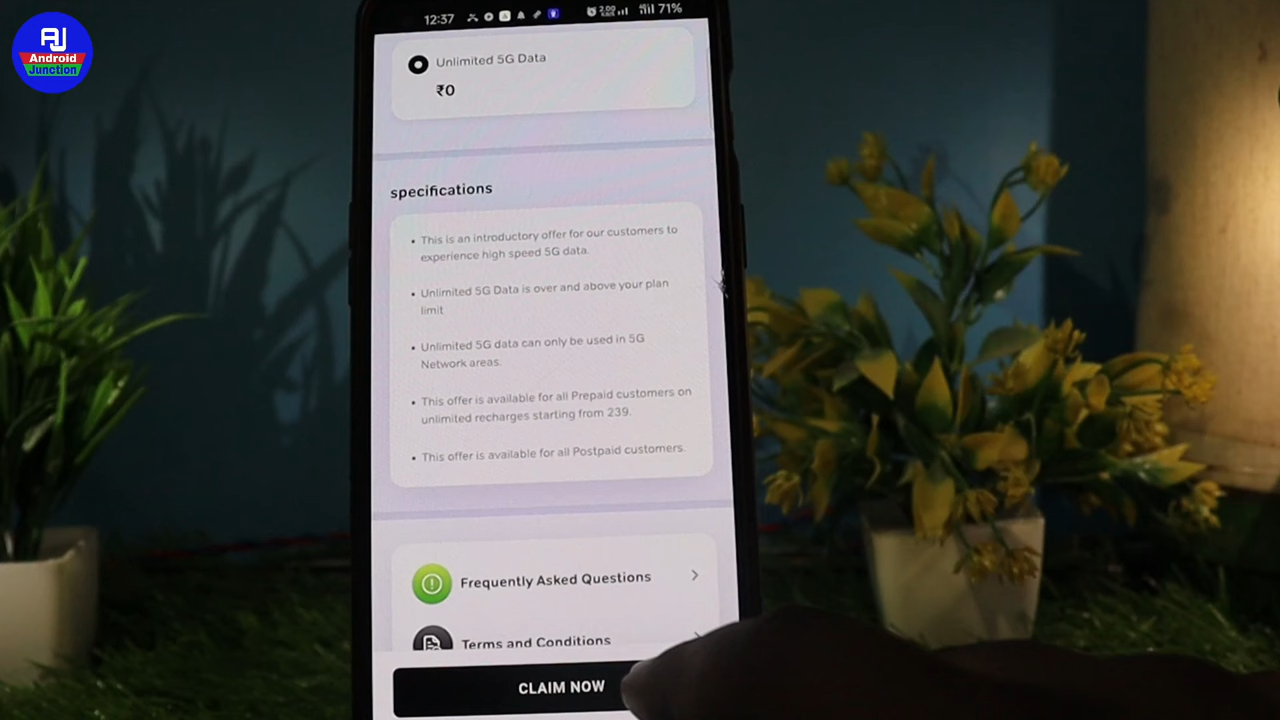 AJ
Android
Junction
12:37
2.00
71%
Unlimited 5G Data
₹0
specifications
• This is an introductory offer for our customers to
experience high speed 5G data.
• Unlimited 5G Data is over and above your plan
limit
• Unlimited 5G data can only be used in 5G
Network areas.
• This offer is available for all Prepaid customers on
unlimited recharges starting from 239.
• This offer is available for all Postpaid customers.
Frequently Asked Questions
Terms and Conditions
CLAIM NOW